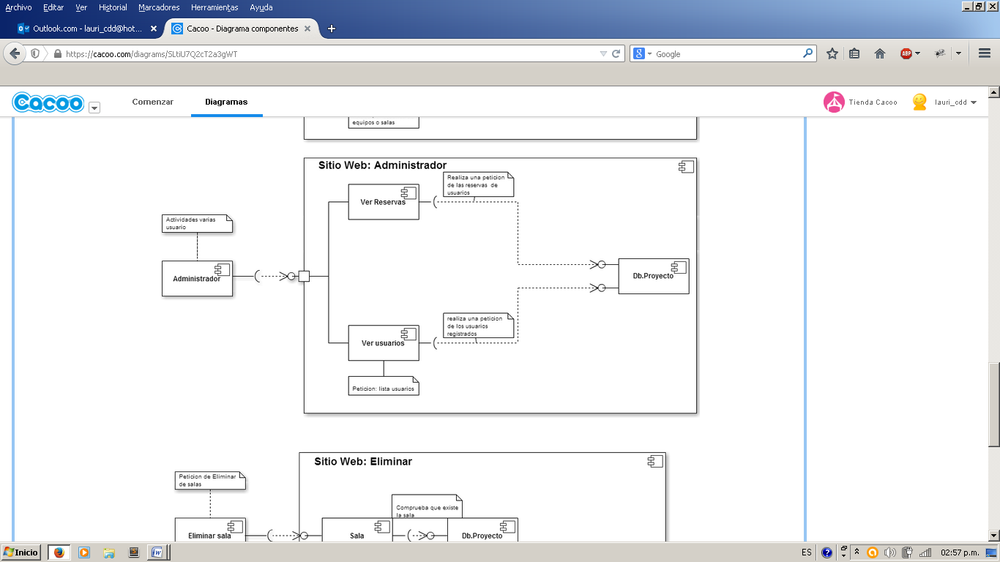 Archivo Editar Ver Historial Marcadores Herramientas Ayuda
Outlook.com - lauri_cdd@hot...
Cacoo - Diagrama componentes
https://cacoo.com/diagrams/SLtiU7Q2cT2a3gWT
Google
ABP
Cacoo
Comenzar
Diagramas
Tienda Cacoo
lauri_cdd
equipos o salas
Sitio Web: Administrador
Realiza una peticion
de las reservas de
usuarios
Ver Reservas
Actividades varias
usuario
Administrador
Db.Proyecto
realiza una peticion
de los usuarios
registrados
Ver usuarios
Peticion: lista usuarios
Sitio Web: Eliminar
Peticion de Eliminar
de salas
Comprueba que existe
la sala
Eliminar sala
Sala
Db.Proyecto
Inicio
ES
02:57 p.m.